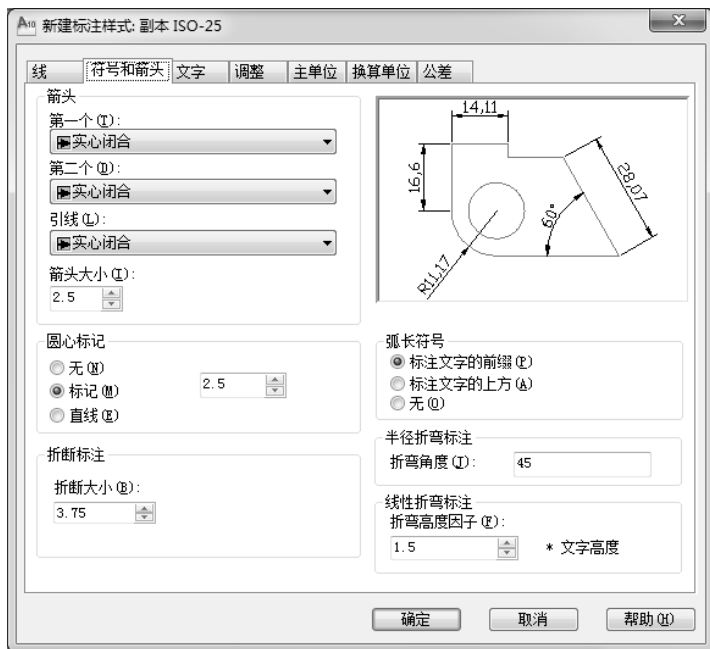 新建标注样式: 副本 ISO-25
线 符号和箭头 文字 调整 主单位 换算单位 公差
箭头
第一个(T):
实心闭合
第二个(D):
实心闭合
引线(L):
实心闭合
箭头大小(I):
2.5
14,11
16,6
28,07
60°
R11,17
圆心标记
无(N)
标记(M)
2.5
直线(E)
弧长符号
标注文字的前缀(P)
标注文字的上方(A)
无(O)
折断标注
折断大小(B):
3.75
半径折弯标注
折弯角度(J): 45
线性折弯标注
折弯高度因子(F):
1.5 * 文字高度
确定 取消 帮助(H)